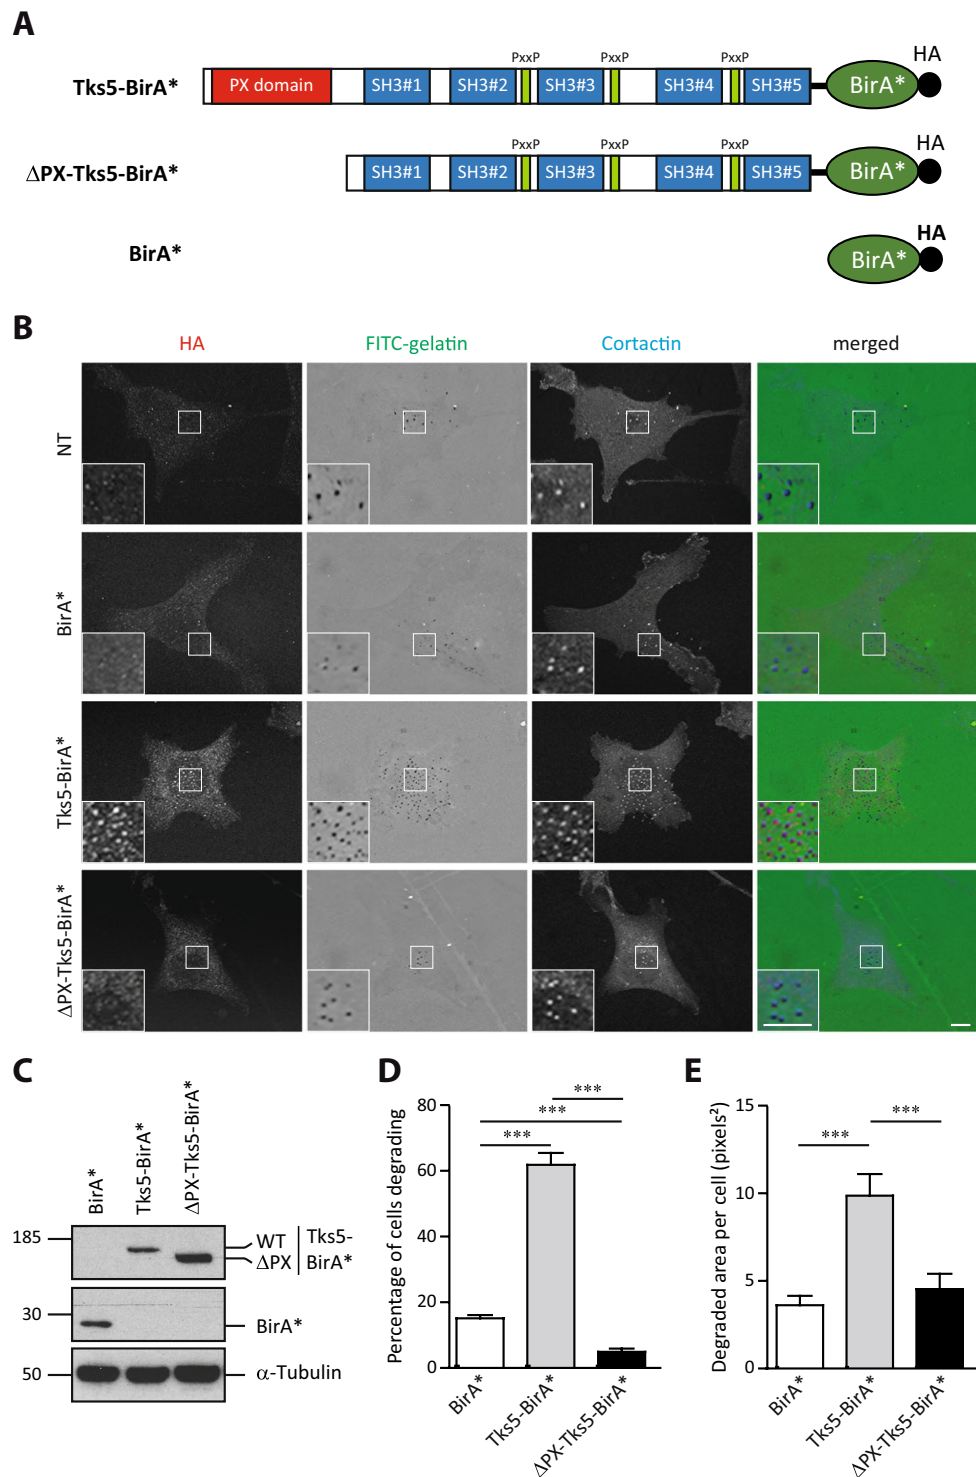 A
PxxP PxxP PxxP HA
Tks5-BirA* PX domain SH3#1 SH3#2 SH3#3 SH3#4 SH3#5 BirA*
PxxP PxxP PxxP HA
ΔPX-Tks5-BirA* SH3#1 SH3#2 SH3#3 SH3#4 SH3#5 BirA*
HA
BirA* BirA*
B
HA FITC-gelatin Cortactin merged
NT
BirA*
Tks5-BirA*
ΔPX-Tks5-BirA*
C
BirA*
Tks5-BirA*
ΔPX-Tks5-BirA*
185
WT Tks5-
ΔPX BirA*
30
BirA*
50 α-Tubulin
D
Percentage of cells degrading
80
60
40
20
0
***
***
***
BirA*
Tks5-BirA*
ΔPX-Tks5-BirA*
E
Degraded area per cell (pixels²)
15
10
5
0
***
***
BirA*
Tks5-BirA*
ΔPX-Tks5-BirA*